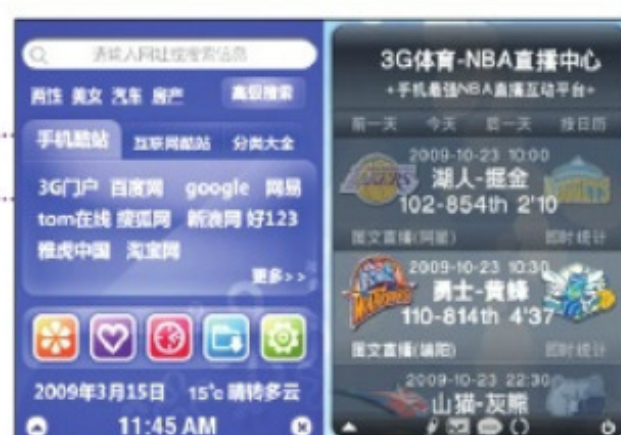 请输入网址或搜索信息
两性 美女 汽车 房产 高级搜索
手机酷站 互联网酷站 分类大全
3G门户 百度网 google 网易
tom在线 搜狐网 新浪网 好123
雅虎中国 淘宝网
更多>>
2009年3月15日 15°c 晴转多云
11:45 AM
3G体育-NBA直播中心
+手机最强NBA直播互动平台+
前一天 今天 后一天 按日历
2009-10-23 10:00
LAKERS
湖人-掘金
102-854th 2'10
图文直播(阿星) 即时统计
2009-10-23 10:30
WARRIORS
勇士-黄蜂
110-814th 4'37
图文直播(端阳) 即时统计
2009-10-23 22:30
山猫-灰熊